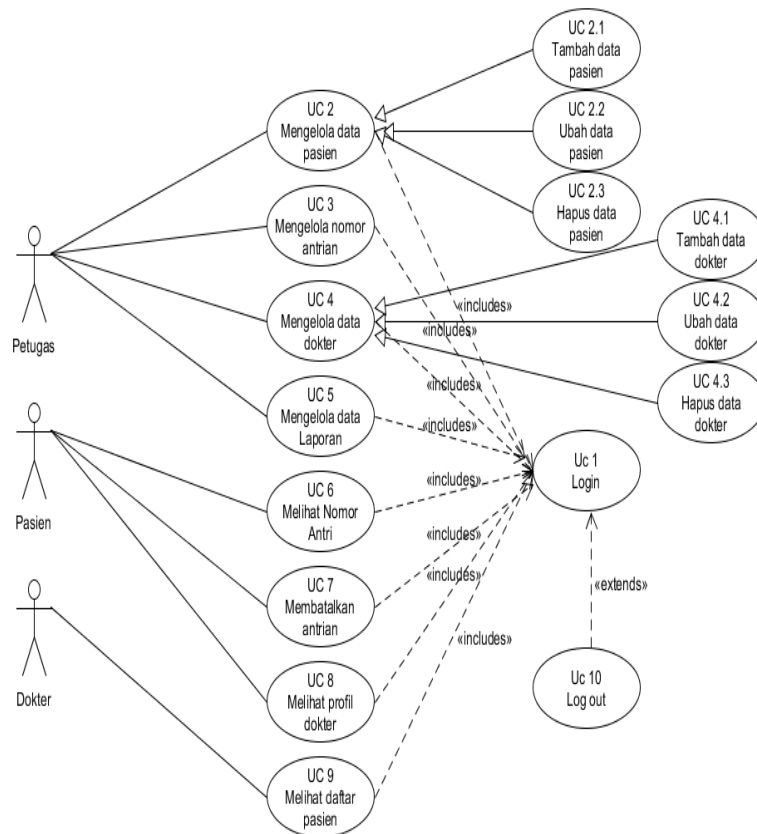 UC 2.1
Tambah data
pasien
UC 2
Mengelola data
pasien
UC 2.2
Ubah data
pasien
UC 2.3
Hapus data
pasien
UC 3
Mengelola nomor
antrian
UC 4.1
Tambah data
dokter
Petugas
UC 4
Mengelola data
dokter
UC 4.2
Ubah data
dokter
UC 4.3
Hapus data
dokter
«includes»
«includes»
«includes»
«includes»
UC 5
Mengelola data
Laporan
Uc 1
Login
Pasien
UC 6
Melihat Nomor
Antri
«includes»
UC 7
Membatalkan
antrian
«includes»
«includes»
«includes»
«extends»
Dokter
UC 8
Melihat profil
dokter
Uc 10
Log out
UC 9
Melihat daftar
pasien